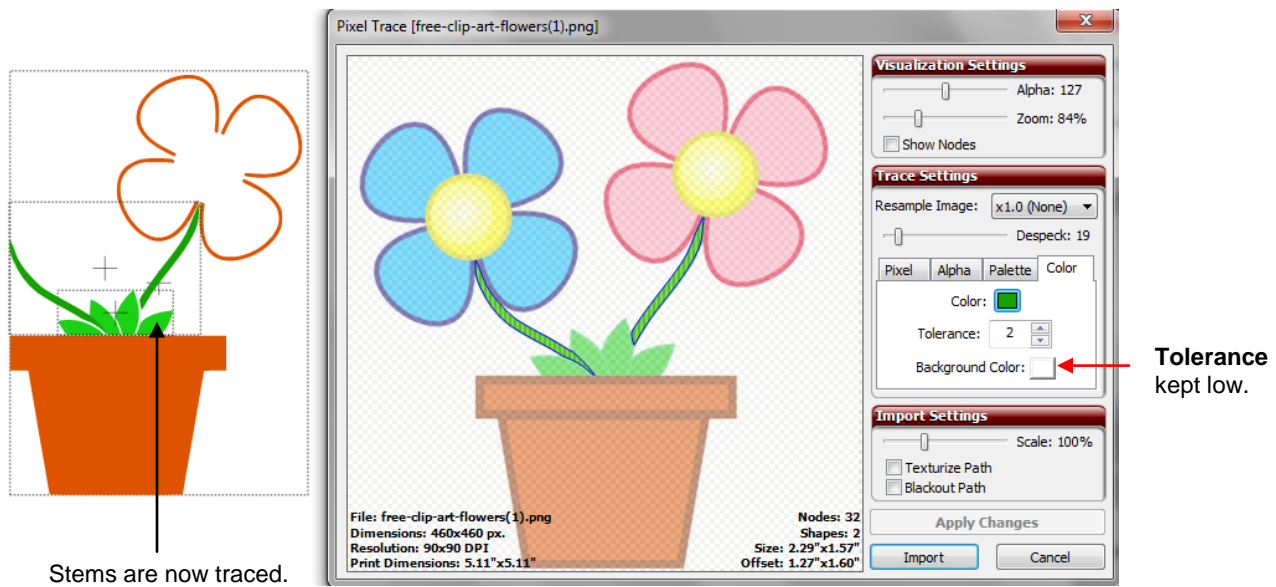 Pixel Trace [free-clip-art-flowers(1).png]
x
Visualization Settings
Alpha: 127
Zoom: 84%
Show Nodes
Trace Settings
Resample Image: x1.0 (None)
Despeck: 19
Pixel Alpha Palette Color
Color:
Tolerance: 2
Background Color:
Tolerance
kept low.
Import Settings
Scale: 100%
Texturize Path
Blackout Path
File: free-clip-art-flowers(1).png
Dimensions: 460x460 px.
Resolution: 90x90 DPI
Print Dimensions: 5.11"x5.11"
Nodes: 32
Shapes: 2
Size: 2.29"x1.57"
Offset: 1.27"x1.60"
Apply Changes
Import Cancel
Stems are now traced.